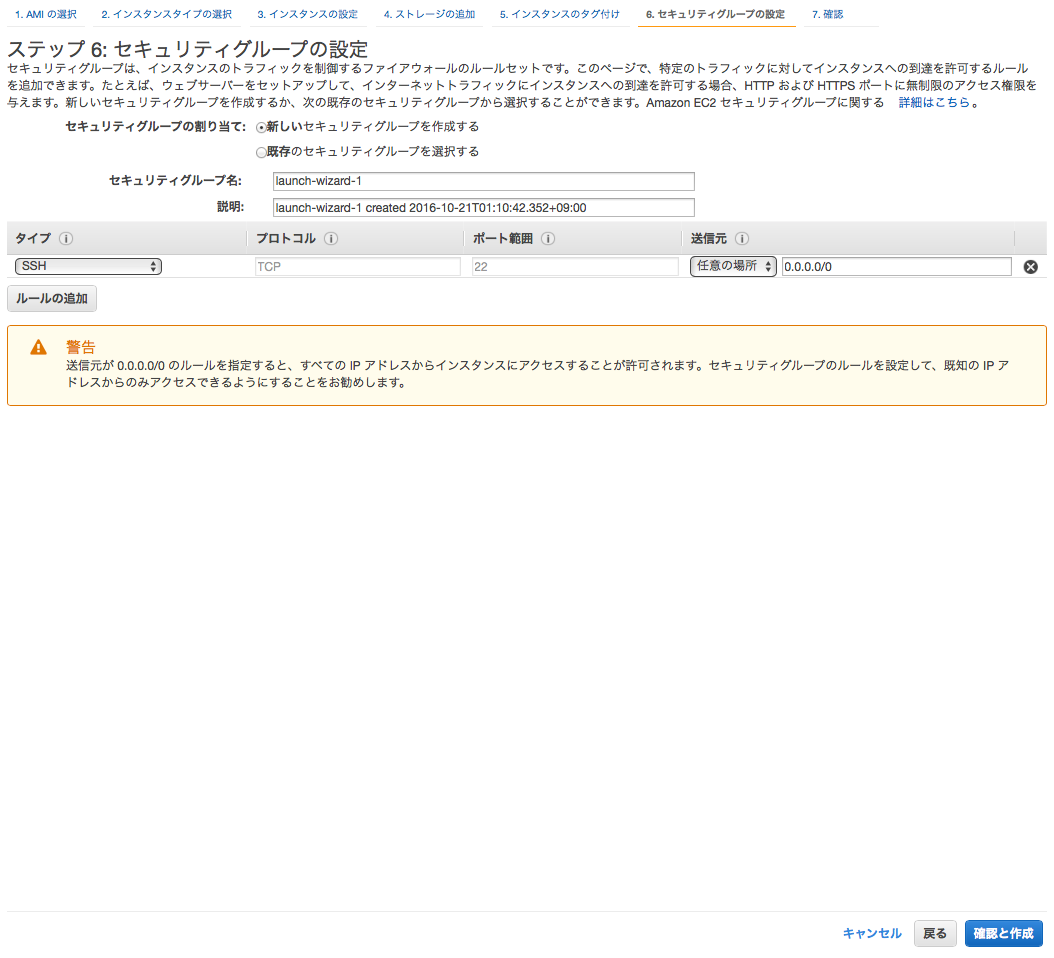 1. AMI の選択 2. インスタンスタイプの選択 3. インスタンスの設定 4. ストレージの追加 5. インスタンスのタグ付け 6. セキュリティグループの設定 7. 確認
ステップ 6: セキュリティグループの設定
セキュリティグループは、インスタンスのトラフィックを制御するファイアウォールのルールセットです。このページで、特定のトラフィックに対してインスタンスへの到達を許可するルール
を追加できます。たとえば、ウェブサーバーをセットアップして、インターネットトラフィックにインスタンスへの到達を許可する場合、HTTP および HTTPS ポートに無制限のアクセス権限を
与えます。新しいセキュリティグループを作成するか、次の既存のセキュリティグループから選択することができます。Amazon EC2 セキュリティグループに関する 詳細はこちら 。
セキュリティグループの割り当て: 新しいセキュリティグループを作成する
既存のセキュリティグループを選択する
セキュリティグループ名: launch-wizard-1
説明: launch-wizard-1 created 2016-10-21T01:10:42.352+09:00
タイプ プロトコル ポート範囲 送信元
SSH TCP 22 任意の場所 0.0.0.0/0
ルールの追加
警告
送信元が 0.0.0.0/0 のルールを指定すると、すべての IP アドレスからインスタンスにアクセスすることが許可されます。セキュリティグループのルールを設定して、既知の IP ア
ドレスからのみアクセスできるようにすることをお勧めします。
キャンセル 戻る 確認と作成